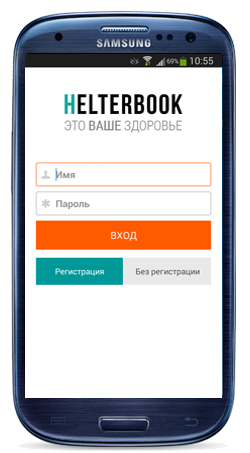 SAMSUNG
69% 10:55
HELTERBOOK
ЭТО ВАШЕ ЗДОРОВЬЕ
Имя
Пароль
ВХОД
Регистрация Без регистрации